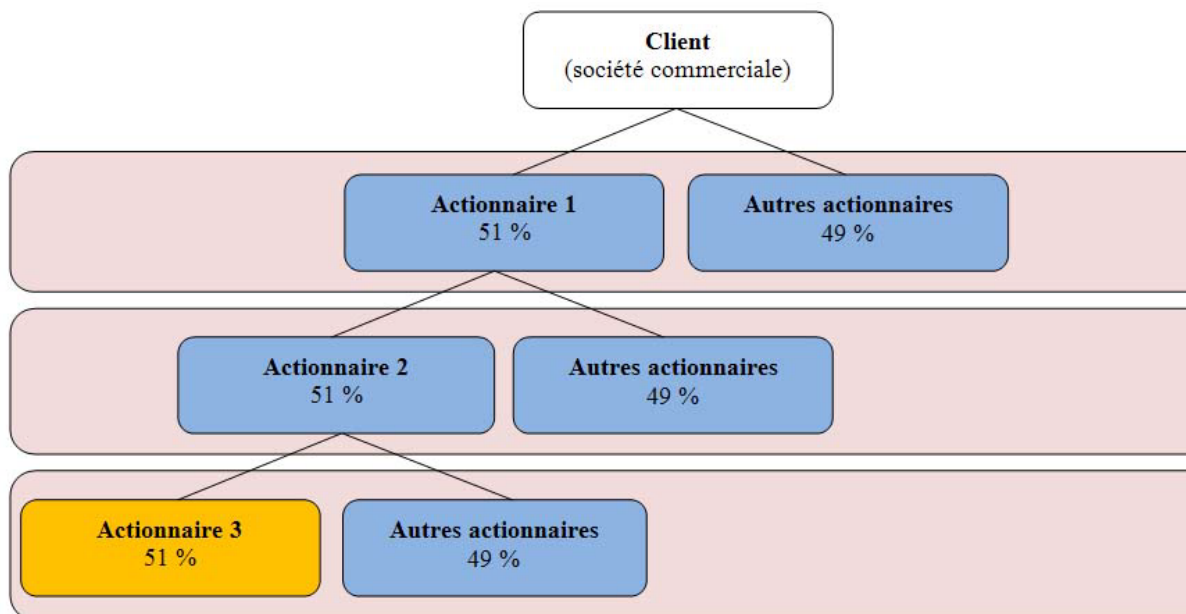 Client
(société commerciale)
Actionnaire 1
51 %
Autres actionnaires
49 %
Actionnaire 2
51 %
Autres actionnaires
49 %
Actionnaire 3
51 %
Autres actionnaires
49 %